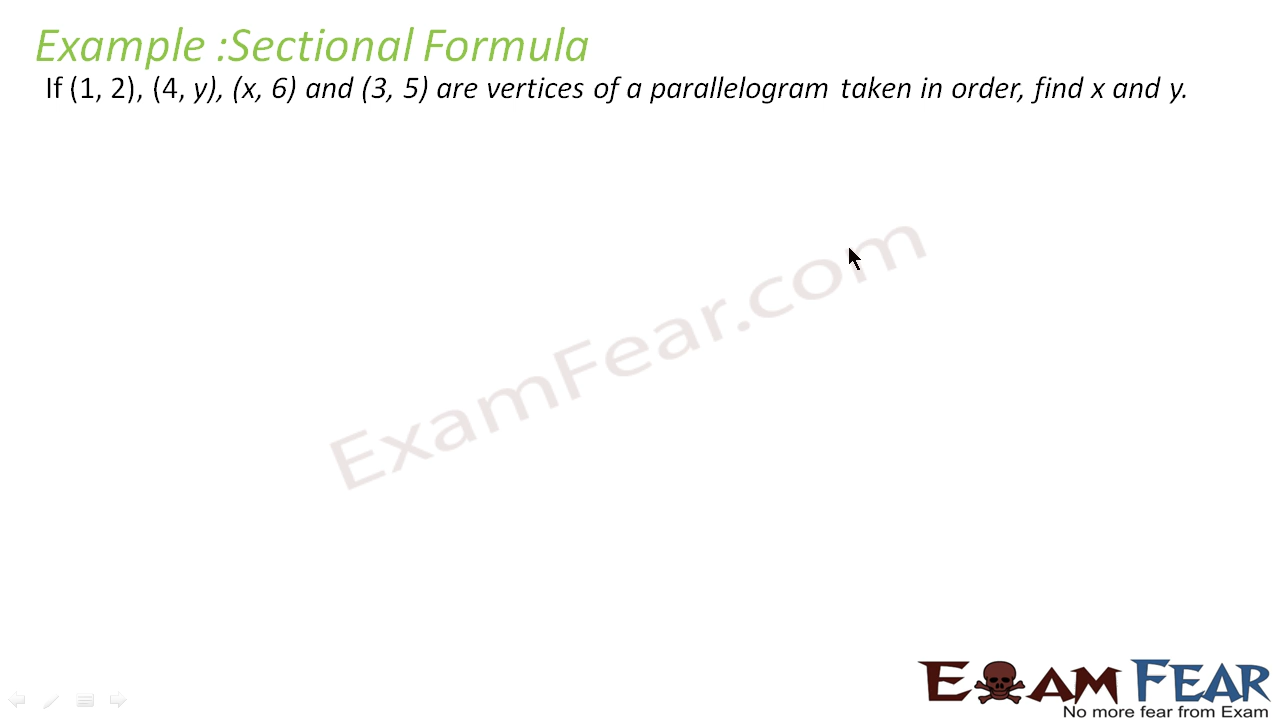 Example :Sectional Formula
If (1, 2), (4, y), (x, 6) and (3, 5) are vertices of a parallelogram taken in order, find x and y.
ExamFear.com
EXAM FEAR
No more fear from Exam